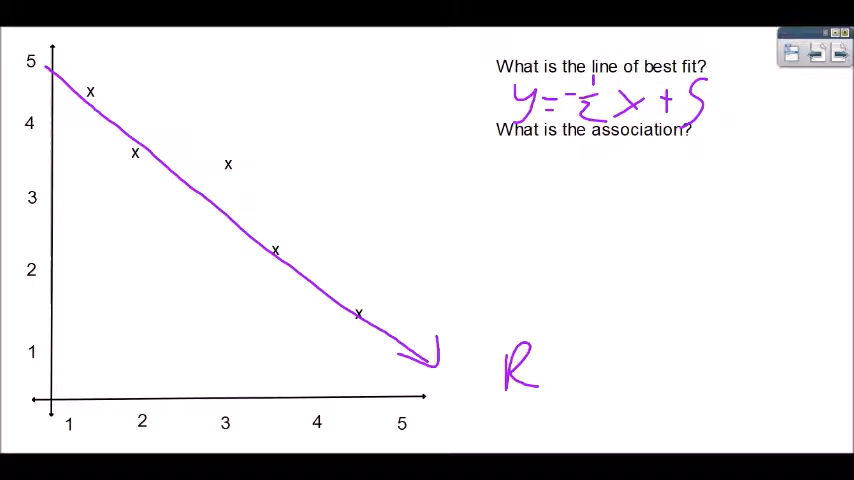 5
4
3
2
1
x
x
x
x
x
1 2 3 4 5
What is the line of best fit?
y = -1/2 x + 5
What is the association?
R